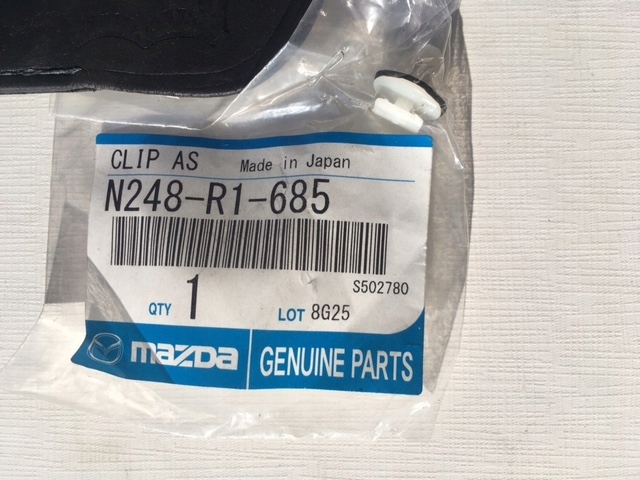 CLIP AS Made in Japan
N248-R1-685
S502780
QTY 1 LOT 8G25
mazda GENUINE PARTS